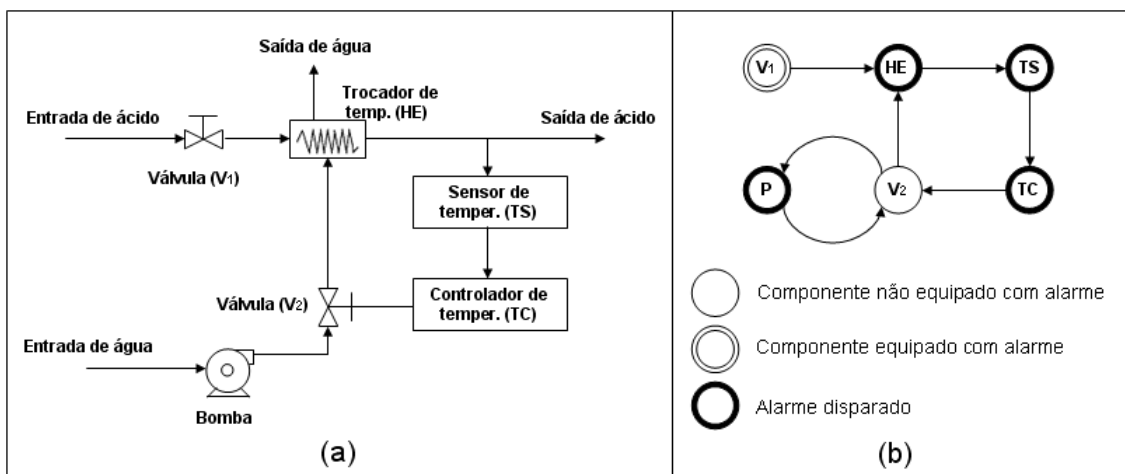 Saída de água
Trocador de
temp. (HE)
Entrada de ácido
Saída de ácido
Válvula (V1)
Sensor de
temper. (TS)
Válvula (V2)
Controlador de
temper. (TC)
Entrada de água
Bomba
(a)
V1
HE
TS
P
V2
TC
Componente não equipado com alarme
Componente equipado com alarme
Alarme disparado
(b)